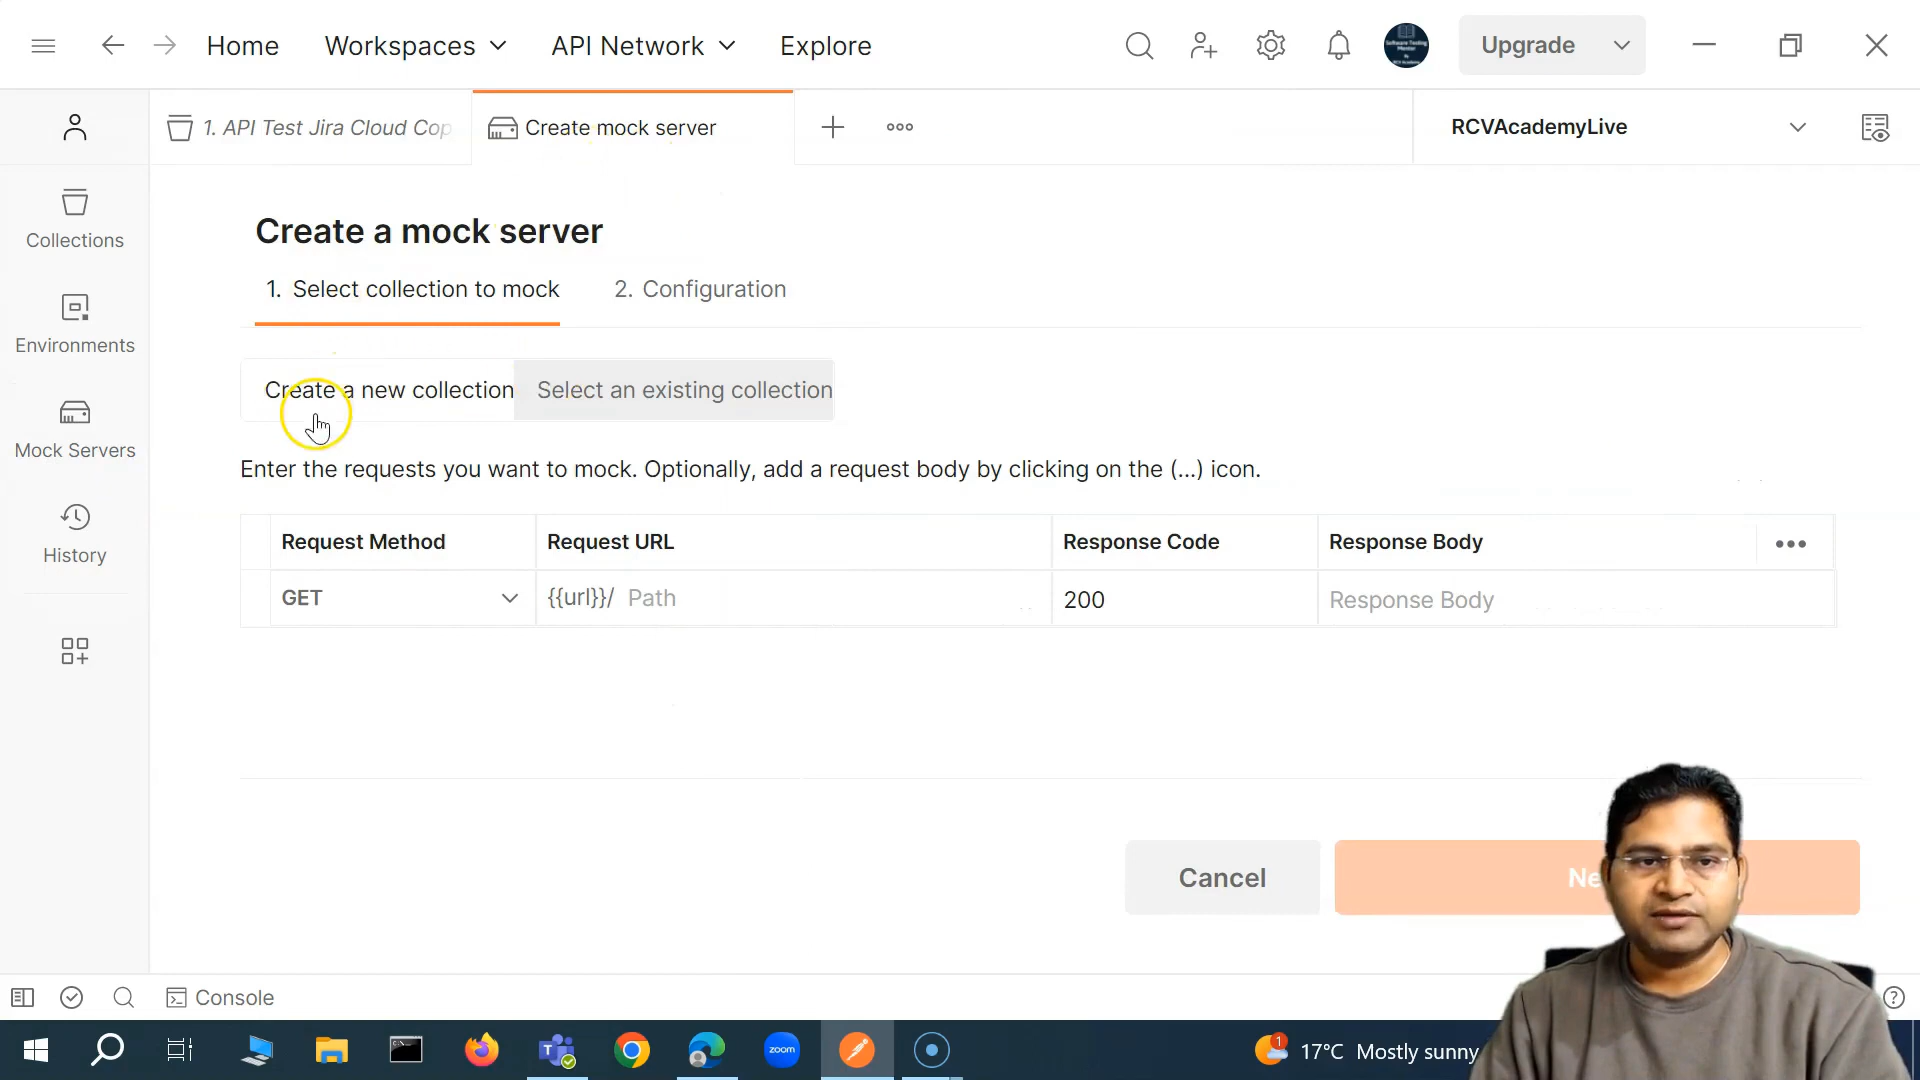 Home Workspaces API Network Explore Upgrade
1. API Test Jira Cloud Cop Create mock server RCVAcademyLive
Collections
Environments
Mock Servers
History
Create a mock server
1. Select collection to mock 2. Configuration
Create a new collection Select an existing collection
Enter the requests you want to mock. Optionally, add a request body by clicking on the (...) icon.
Request Method Request URL Response Code Response Body
GET {{url}}/ Path 200 Response Body
Cancel Ne
Console
zoom 1 17°C Mostly sunny